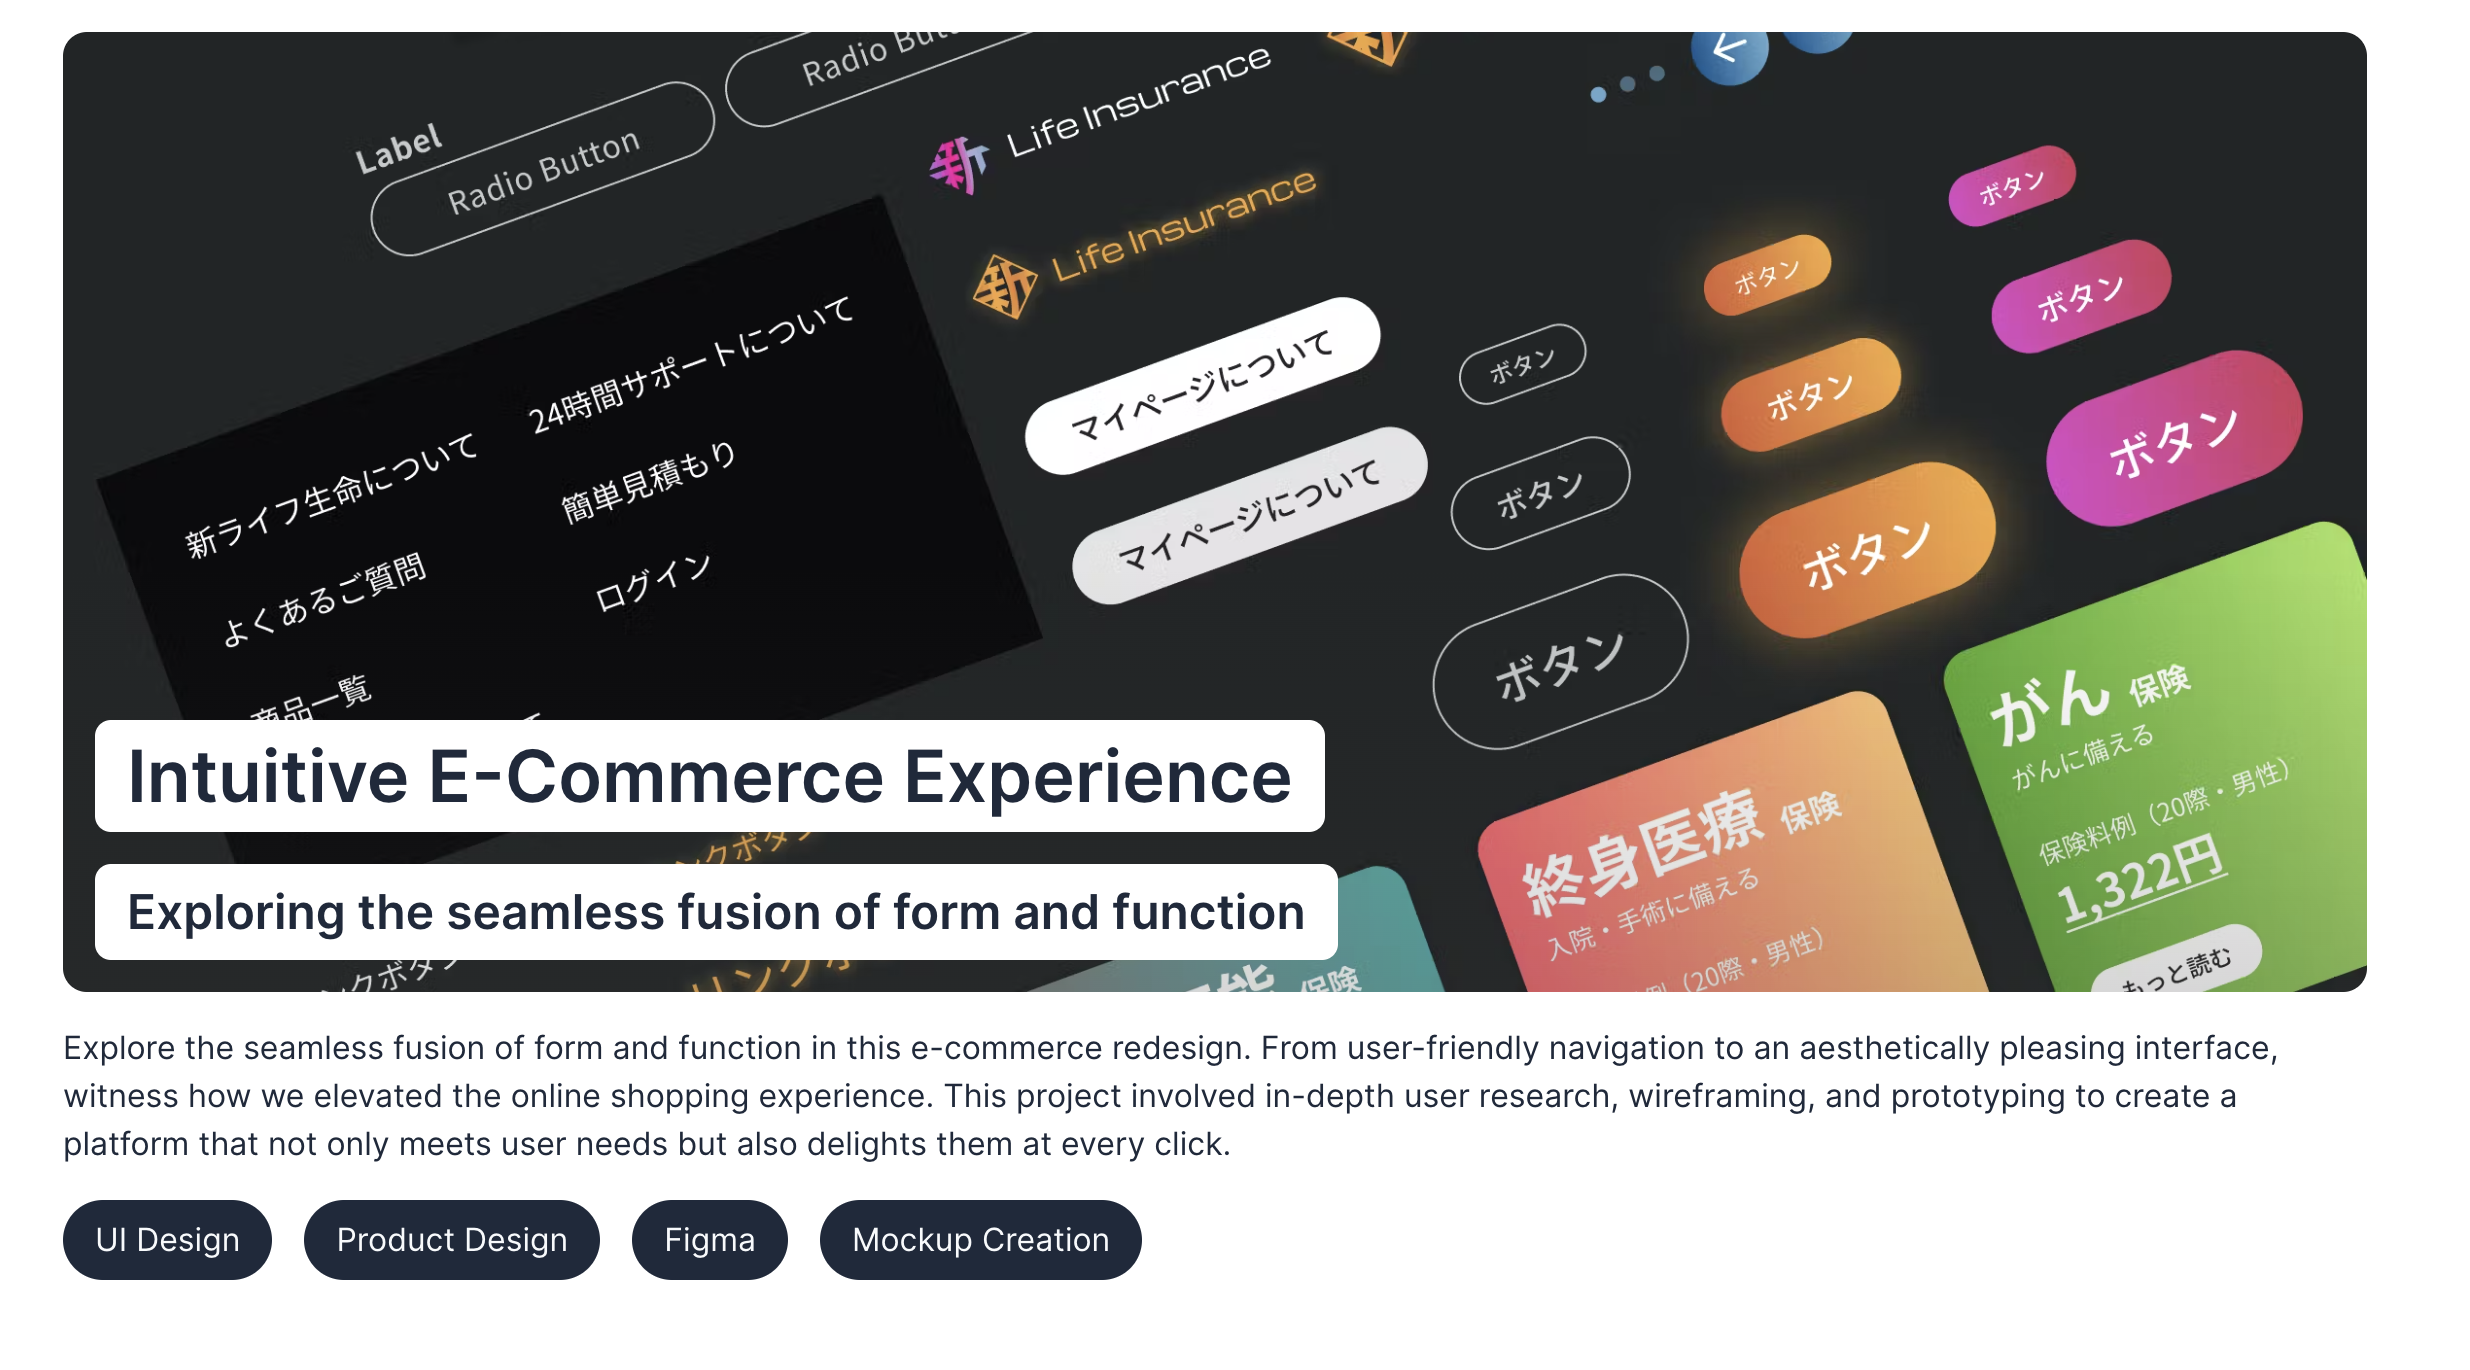 Radio Button
Label
Radio Button
Life Insurance
新
Life Insurance
新
24時間サポートについて
新ライフ生命について
簡単見積もり
よくあるご質問
ログイン
商品一覧
マイページについて
マイページについて
ボタン
ボタン
ボタン
ボタン
ボタン
ボタン
ボタン
ボタン
ボタン
がん 保険
がんに備える
保険料例（20際・男性）
1,322円
もっと読む
終身医療 保険
入院・手術に備える
例（20際・男性）
能 保険
Intuitive E-Commerce Experience
Exploring the seamless fusion of form and function
Explore the seamless fusion of form and function in this e-commerce redesign. From user-friendly navigation to an aesthetically pleasing interface,
witness how we elevated the online shopping experience. This project involved in-depth user research, wireframing, and prototyping to create a
platform that not only meets user needs but also delights them at every click.
UI Design
Product Design
Figma
Mockup Creation